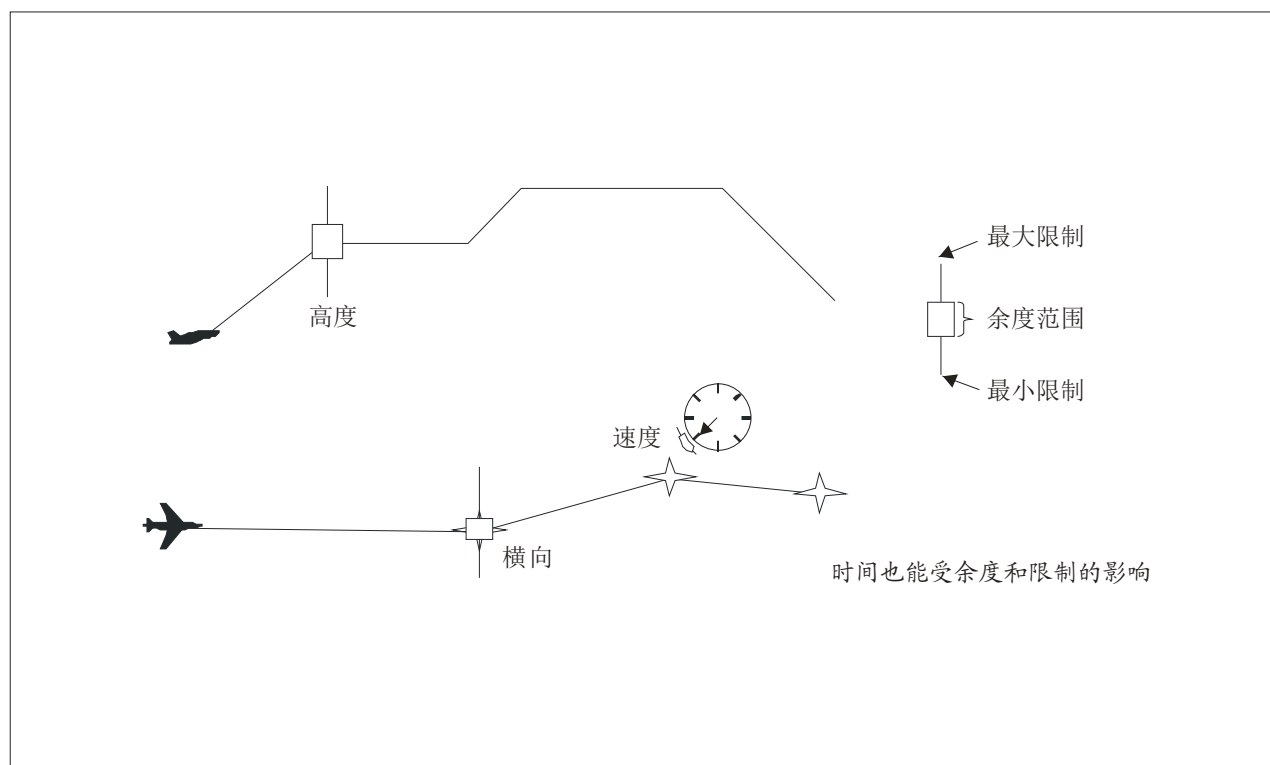 最大限制
高度
余度范围
最小限制
速度
横向
时间也能受余度和限制的影响